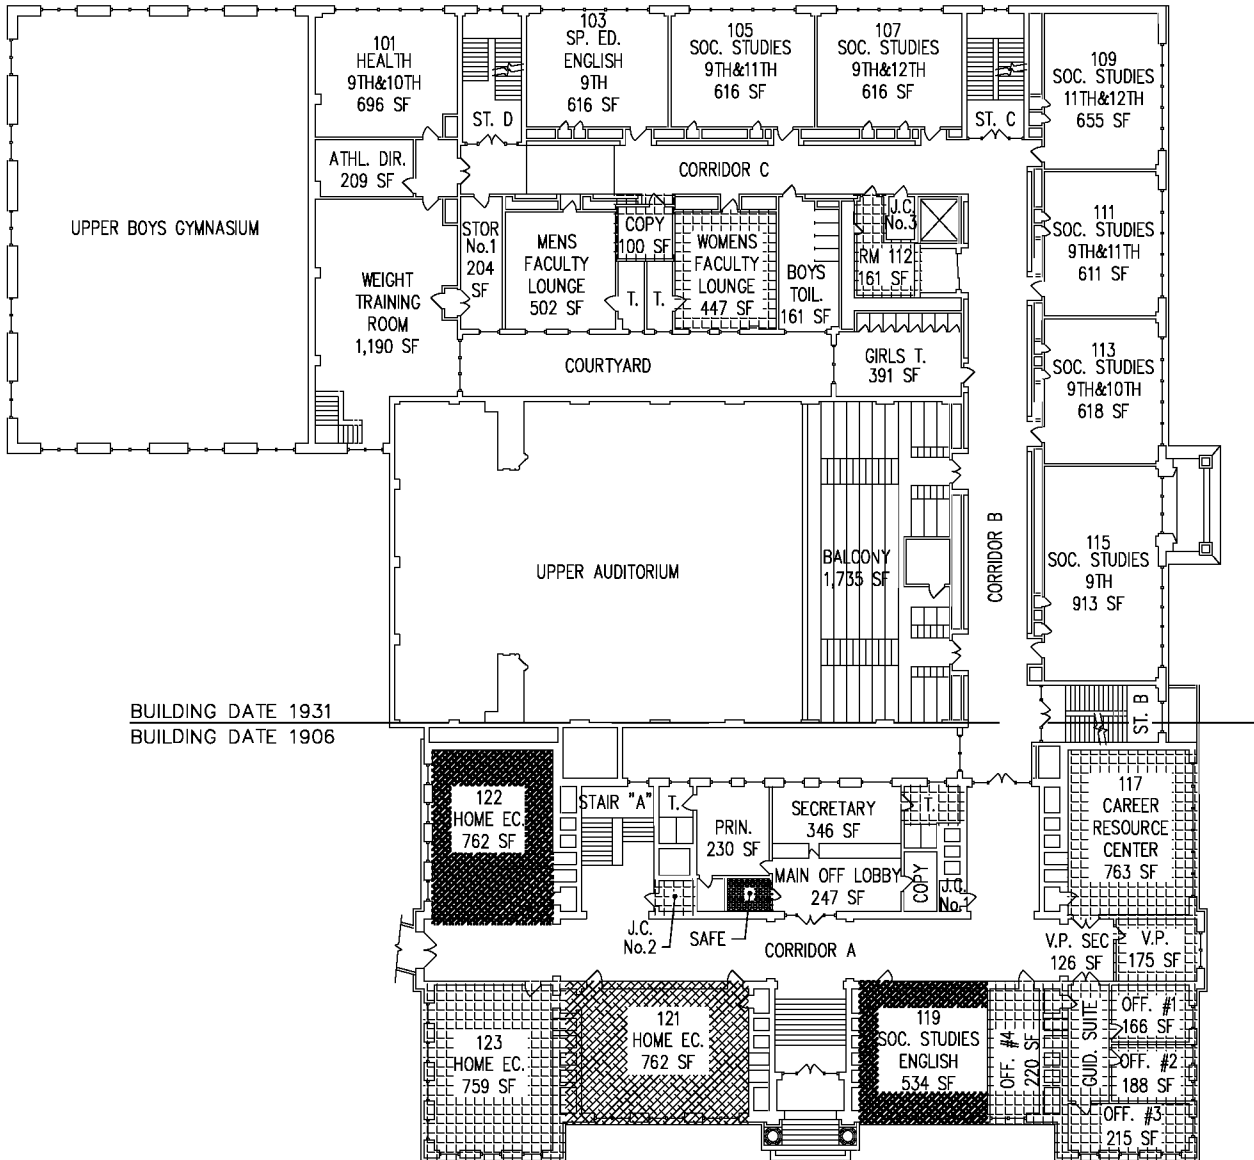 101
HEALTH
9TH&10TH
696 SF
ST. D
103
SP. ED.
ENGLISH
9TH
616 SF
105
SOC. STUDIES
9TH&11TH
616 SF
107
SOC. STUDIES
9TH&12TH
616 SF
ST. C
109
SOC. STUDIES
11TH&12TH
655 SF
ATHL. DIR.
209 SF
CORRIDOR C
UPPER BOYS GYMNASIUM
WEIGHT
TRAINING
ROOM
1,190 SF
STOR
No.1
204
SF
MENS
FACULTY
LOUNGE
502 SF
COPY
100 SF
T.
T.
WOMENS
FACULTY
LOUNGE
447 SF
BOYS
TOIL.
161 SF
J.C.
No.3
RM 112
161 SF
111
SOC. STUDIES
9TH&11TH
611 SF
COURTYARD
GIRLS T.
391 SF
113
SOC. STUDIES
9TH&10TH
618 SF
UPPER AUDITORIUM
BALCONY
1,735 SF
CORRIDOR B
115
SOC. STUDIES
9TH
913 SF
BUILDING DATE 1931
BUILDING DATE 1906
ST. B
122
HOME EC.
762 SF
STAIR "A"
T.
PRIN.
230 SF
SECRETARY
346 SF
T.
MAIN OFF LOBBY
247 SF
COPY
J.C.
No.1
117
CAREER
RESOURCE
CENTER
763 SF
J.C.
No.2
SAFE
CORRIDOR A
V.P. SEC
126 SF
V.P.
175 SF
123
HOME EC.
759 SF
121
HOME EC.
762 SF
119
SOC. STUDIES
ENGLISH
534 SF
OFF. #4
220 SF
GUID. SUITE
OFF. #1
166 SF
OFF. #2
188 SF
OFF. #3
215 SF